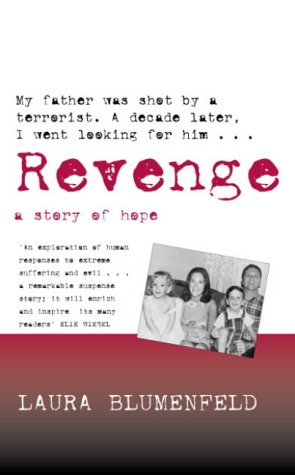 My father was shot by a
terrorist. A decade later,
I went looking for him . . .
Revenge
a story of hope
'An exploration of human
responses to extreme
suffering and evil . . .
a remarkable suspense
story; it will enrich
and inspire its many
readers' ELIE WIESEL
LAURA BLUMENFELD